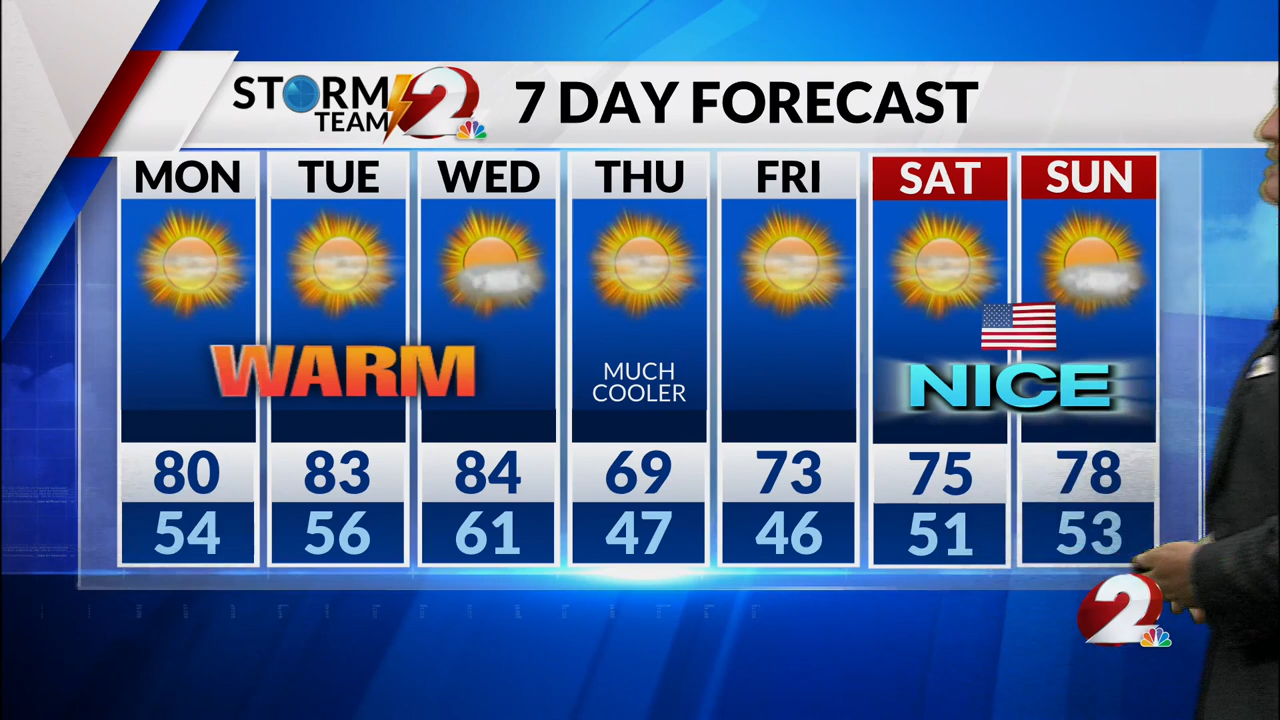 STORM TEAM 2 7 DAY FORECAST
MON TUE WED THU FRI SAT SUN
WARM
MUCH
COOLER
NICE
80 83 84 69 73 75 78
54 56 61 47 46 51 53
2